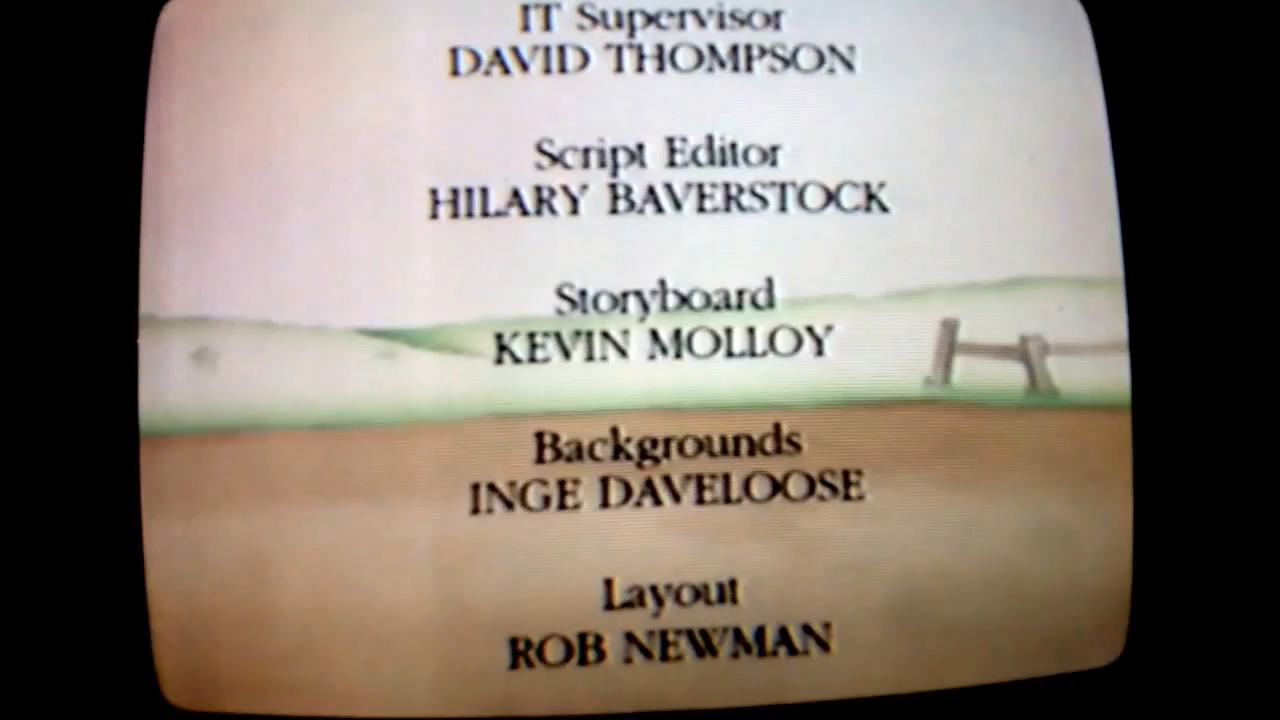 IT Supervisor
DAVID THOMPSON
Script Editor
HILARY BAVERSTOCK
Storyboard
KEVIN MOLLOY
Backgrounds
INGE DAVELOOSE
Layout
ROB NEWMAN